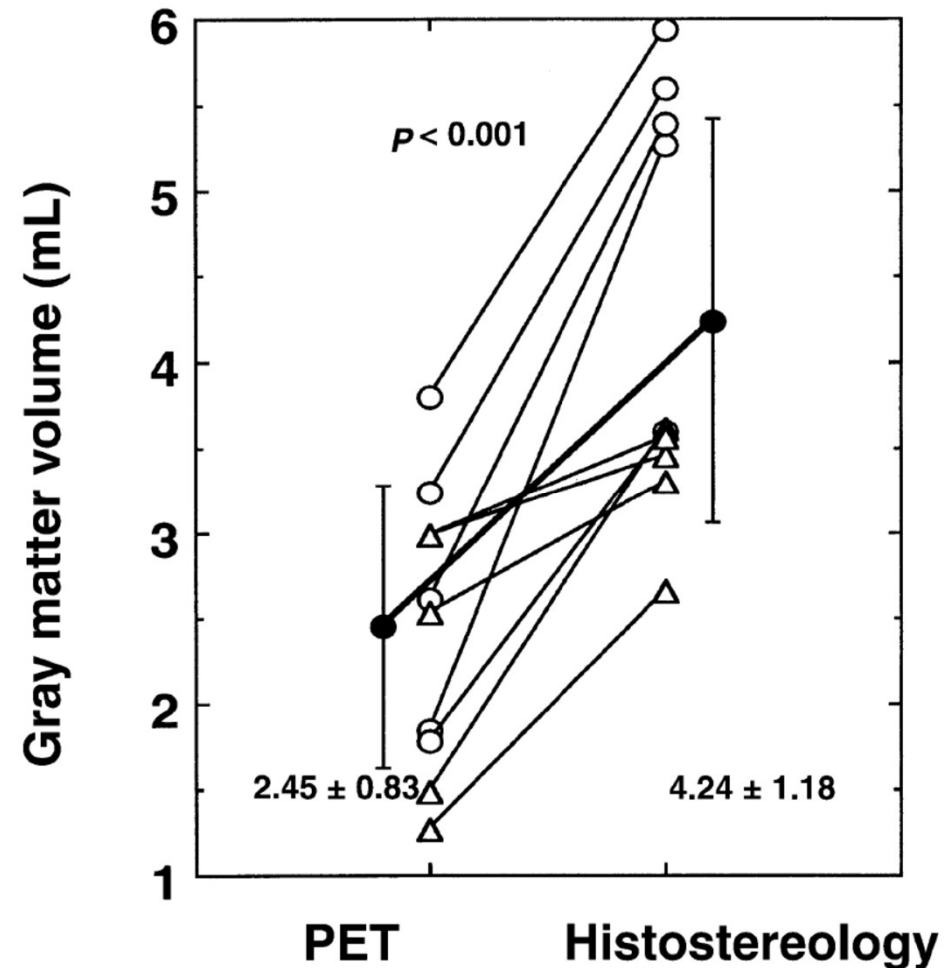 Gray matter volume (mL)
6
5
4
3
2
1
P < 0.001
2.45 ± 0.83
4.24 ± 1.18
PET
Histostereology